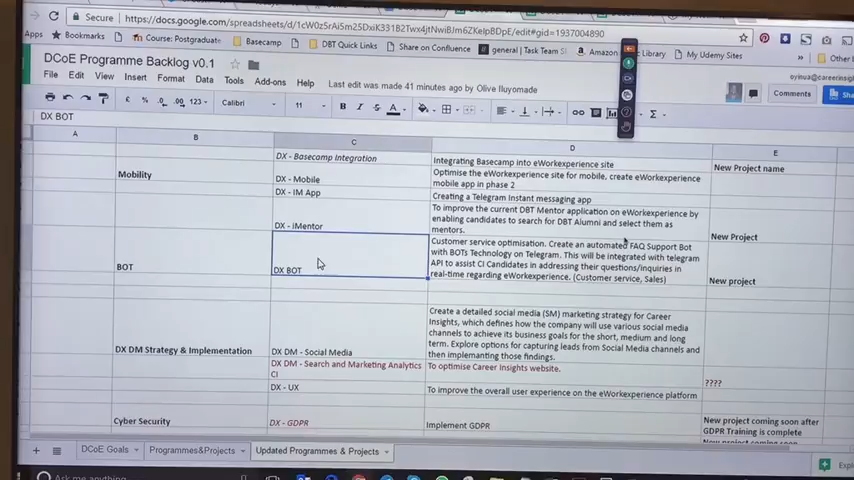 Secure
https://docs.google.com/spreadsheets/d/1cW0z5rAi5m25DxiK331B2Twx4jtNwiBJm6ZKelpBDpE/edit#gid=1937004890
Apps Bookmarks Course: Postgraduate Basecamp DBT Quick Links Share on Confluence general | Task Team Amazon Library My Udemy Sites » Other
DCoE Programme Backlog v0.1
File Edit View Insert Format Data Tools Add-ons Help Last edit was made 41 minutes ago by Olive Iluyomade
Comments
£ % .0 .00 123 Calibri 11 B I S A Σ
DX BOT
A B C D E
DX - Basecamp Integration Integrating Basecamp into eWorkexperience site New Project name
Mobility DX - Mobile Optimise the eWorkexperience site for mobile, create eWorkexperience
mobile app in phase 2
DX - IM App Creating a Telegram Instant messaging app
To improve the current DBT Mentor application on eWorkexperience by
enabling candidates to search for DBT Alumni and select them as
DX - iMentor mentors. New Project
Customer service optimisation. Create an automated FAQ Support Bot
with BOTs Technology on Telegram. This will be integrated with telegram
API to assist CI Candidates in addressing their questions/inquiries in
BOT DX BOT real-time regarding eWorkexperience. (Customer service, Sales) New project
Create a detailed social media (SM) marketing strategy for Career
Insights, which defines how the company will use various social media
channels to achieve its business goals for the short, medium and long
term. Explore options for capturing leads from Social Media channels and
DX DM Strategy & Implementation DX DM - Social Media then implemanting those findings.
DX DM - Search and Marketing Analytics To optimise Career Insights website.
CI ????
DX - UX To improve the overall user experience on the eWorkexperience platform
Cyber Security DX - GDPR Implement GDPR New project coming soon after
GDPR Training is complete
New project coming soon
+ DCoE Goals Programmes&Projects Updated Programmes & Projects
Ask me anything